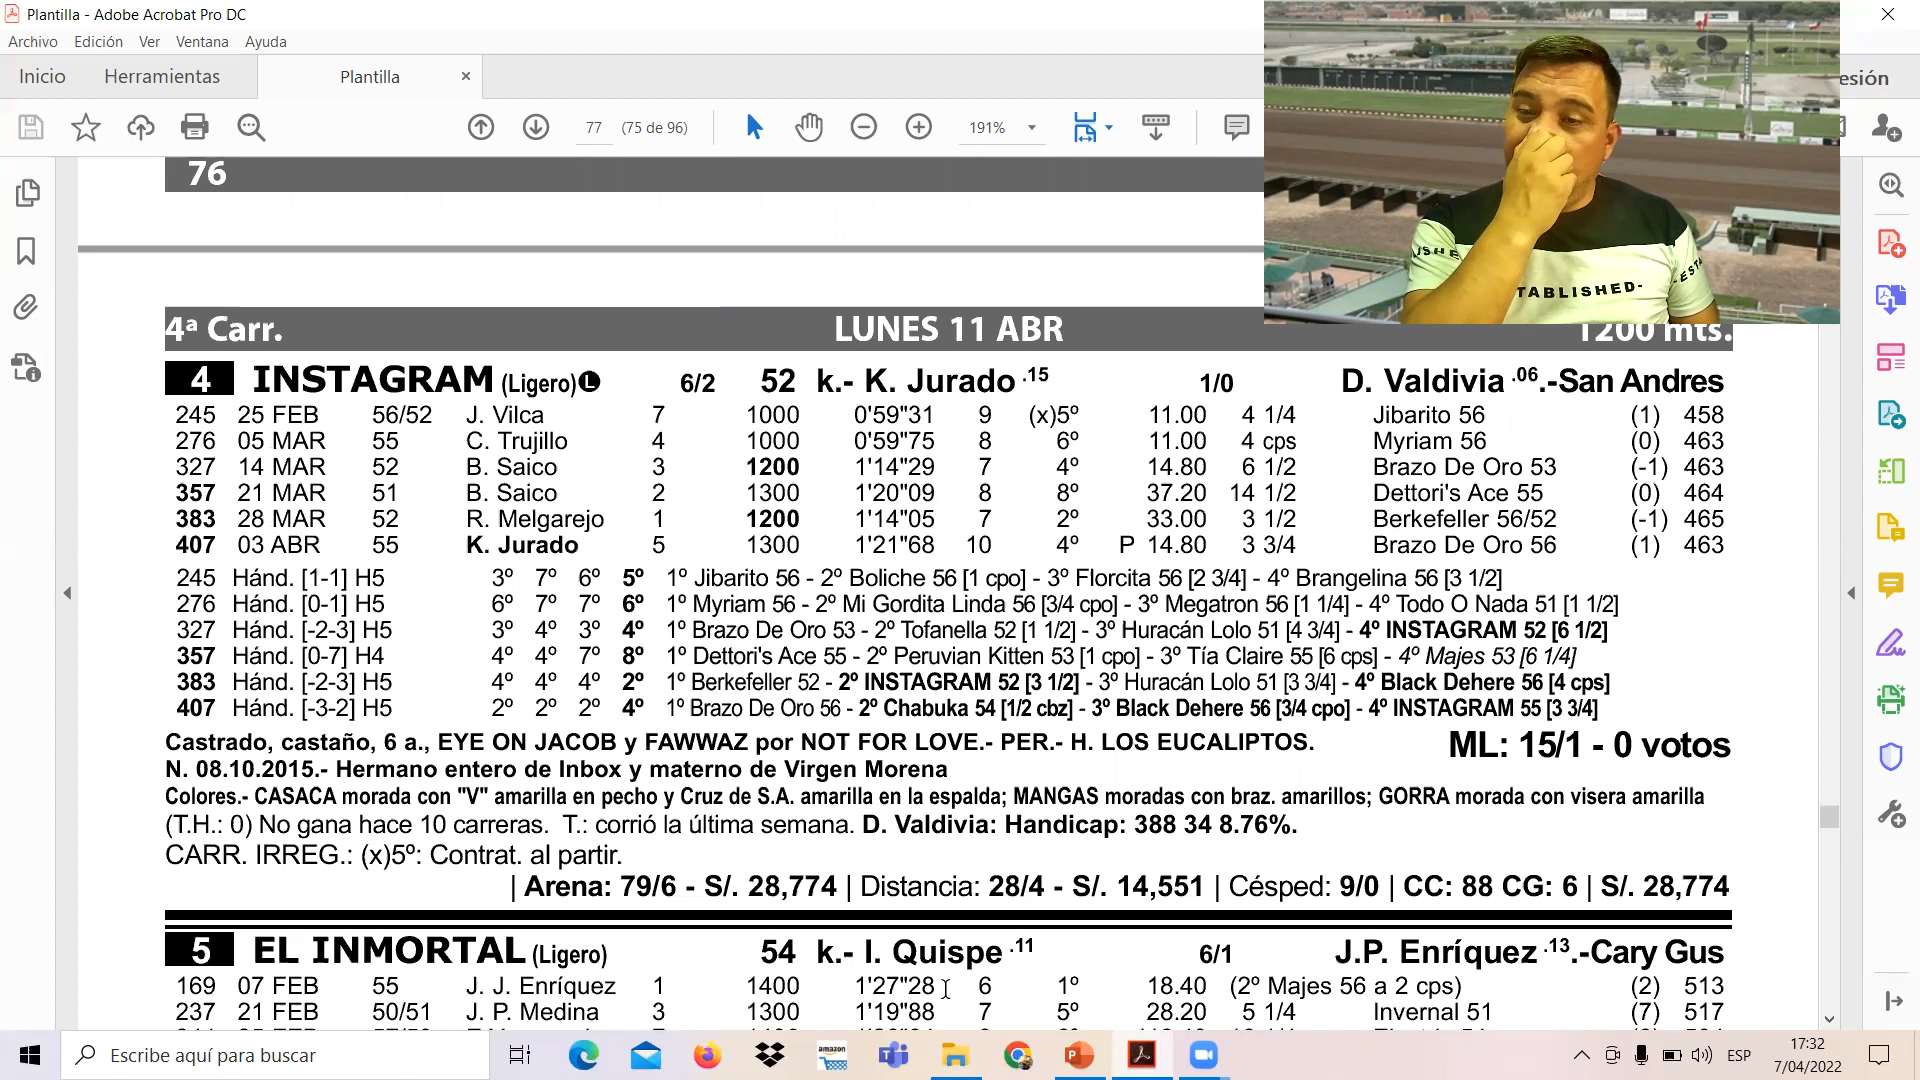 Plantilla - Adobe Acrobat Pro DC
Archivo Edición Ver Ventana Ayuda
Inicio Herramientas Plantilla esión
77 (75 de 96) 191%
76
4ª Carr. LUNES 11 ABR 1200 mts.
4 INSTAGRAM (Ligero) L 6/2 52 k.- K. Jurado .15 1/0 D. Valdivia .06.-San Andres
245 25 FEB 56/52 J. Vilca 7 1000 0'59"31 9 (x)5º 11.00 4 1/4 Jibarito 56 (1) 458
276 05 MAR 55 C. Trujillo 4 1000 0'59"75 8 6º 11.00 4 cps Myriam 56 (0) 463
327 14 MAR 52 B. Saico 3 1200 1'14"29 7 4º 14.80 6 1/2 Brazo De Oro 53 (-1) 463
357 21 MAR 51 B. Saico 2 1300 1'20"09 8 8º 37.20 14 1/2 Dettori's Ace 55 (0) 464
383 28 MAR 52 R. Melgarejo 1 1200 1'14"05 7 2º 33.00 3 1/2 Berkefeller 56/52 (-1) 465
407 03 ABR 55 K. Jurado 5 1300 1'21"68 10 4º P 14.80 3 3/4 Brazo De Oro 56 (1) 463
245 Hánd. [1-1] H5 3º 7º 6º 5º 1º Jibarito 56 - 2º Boliche 56 [1 cpo] - 3º Florcita 56 [2 3/4] - 4º Brangelina 56 [3 1/2]
276 Hánd. [0-1] H5 6º 7º 7º 6º 1º Myriam 56 - 2º Mi Gordita Linda 56 [3/4 cpo] - 3º Megatron 56 [1 1/4] - 4º Todo O Nada 51 [1 1/2]
327 Hánd. [-2-3] H5 3º 4º 3º 4º 1º Brazo De Oro 53 - 2º Tofanella 52 [1 1/2] - 3º Huracán Lolo 51 [4 3/4] - 4º INSTAGRAM 52 [6 1/2]
357 Hánd. [0-7] H4 4º 4º 7º 8º 1º Dettori's Ace 55 - 2º Peruvian Kitten 53 [1 cpo] - 3º Tía Claire 55 [6 cps] - 4º Majes 53 [6 1/4]
383 Hánd. [-2-3] H5 4º 4º 4º 2º 1º Berkefeller 52 - 2º INSTAGRAM 52 [3 1/2] - 3º Huracán Lolo 51 [3 3/4] - 4º Black Dehere 56 [4 cps]
407 Hánd. [-3-2] H5 2º 2º 2º 4º 1º Brazo De Oro 56 - 2º Chabuka 54 [1/2 cbz] - 3º Black Dehere 56 [3/4 cpo] - 4º INSTAGRAM 55 [3 3/4]
Castrado, castaño, 6 a., EYE ON JACOB y FAWWAZ por NOT FOR LOVE.- PER.- H. LOS EUCALIPTOS. ML: 15/1 - 0 votos
N. 08.10.2015.- Hermano entero de Inbox y materno de Virgen Morena
Colores.- CASACA morada con "V" amarilla en pecho y Cruz de S.A. amarilla en la espalda; MANGAS moradas con braz. amarillos; GORRA morada con visera amarilla
(T.H.: 0) No gana hace 10 carreras. T.: corrió la última semana. D. Valdivia: Handicap: 388 34 8.76%.
CARR. IRREG.: (x)5º: Contrat. al partir.
| Arena: 79/6 - S/. 28,774 | Distancia: 28/4 - S/. 14,551 | Césped: 9/0 | CC: 88 CG: 6 | S/. 28,774
5 EL INMORTAL (Ligero) 54 k.- I. Quispe .11 6/1 J.P. Enríquez .13.-Cary Gus
169 07 FEB 55 J. J. Enríquez 1 1400 1'27"28 6 1º 18.40 (2º Majes 56 a 2 cps) (2) 513
237 21 FEB 50/51 J. P. Medina 3 1300 1'19"88 7 5º 28.20 5 1/4 Invernal 51 (7) 517
TABLISHED-
Escribe aquí para buscar
amazon
ESP
17:32
7/04/2022